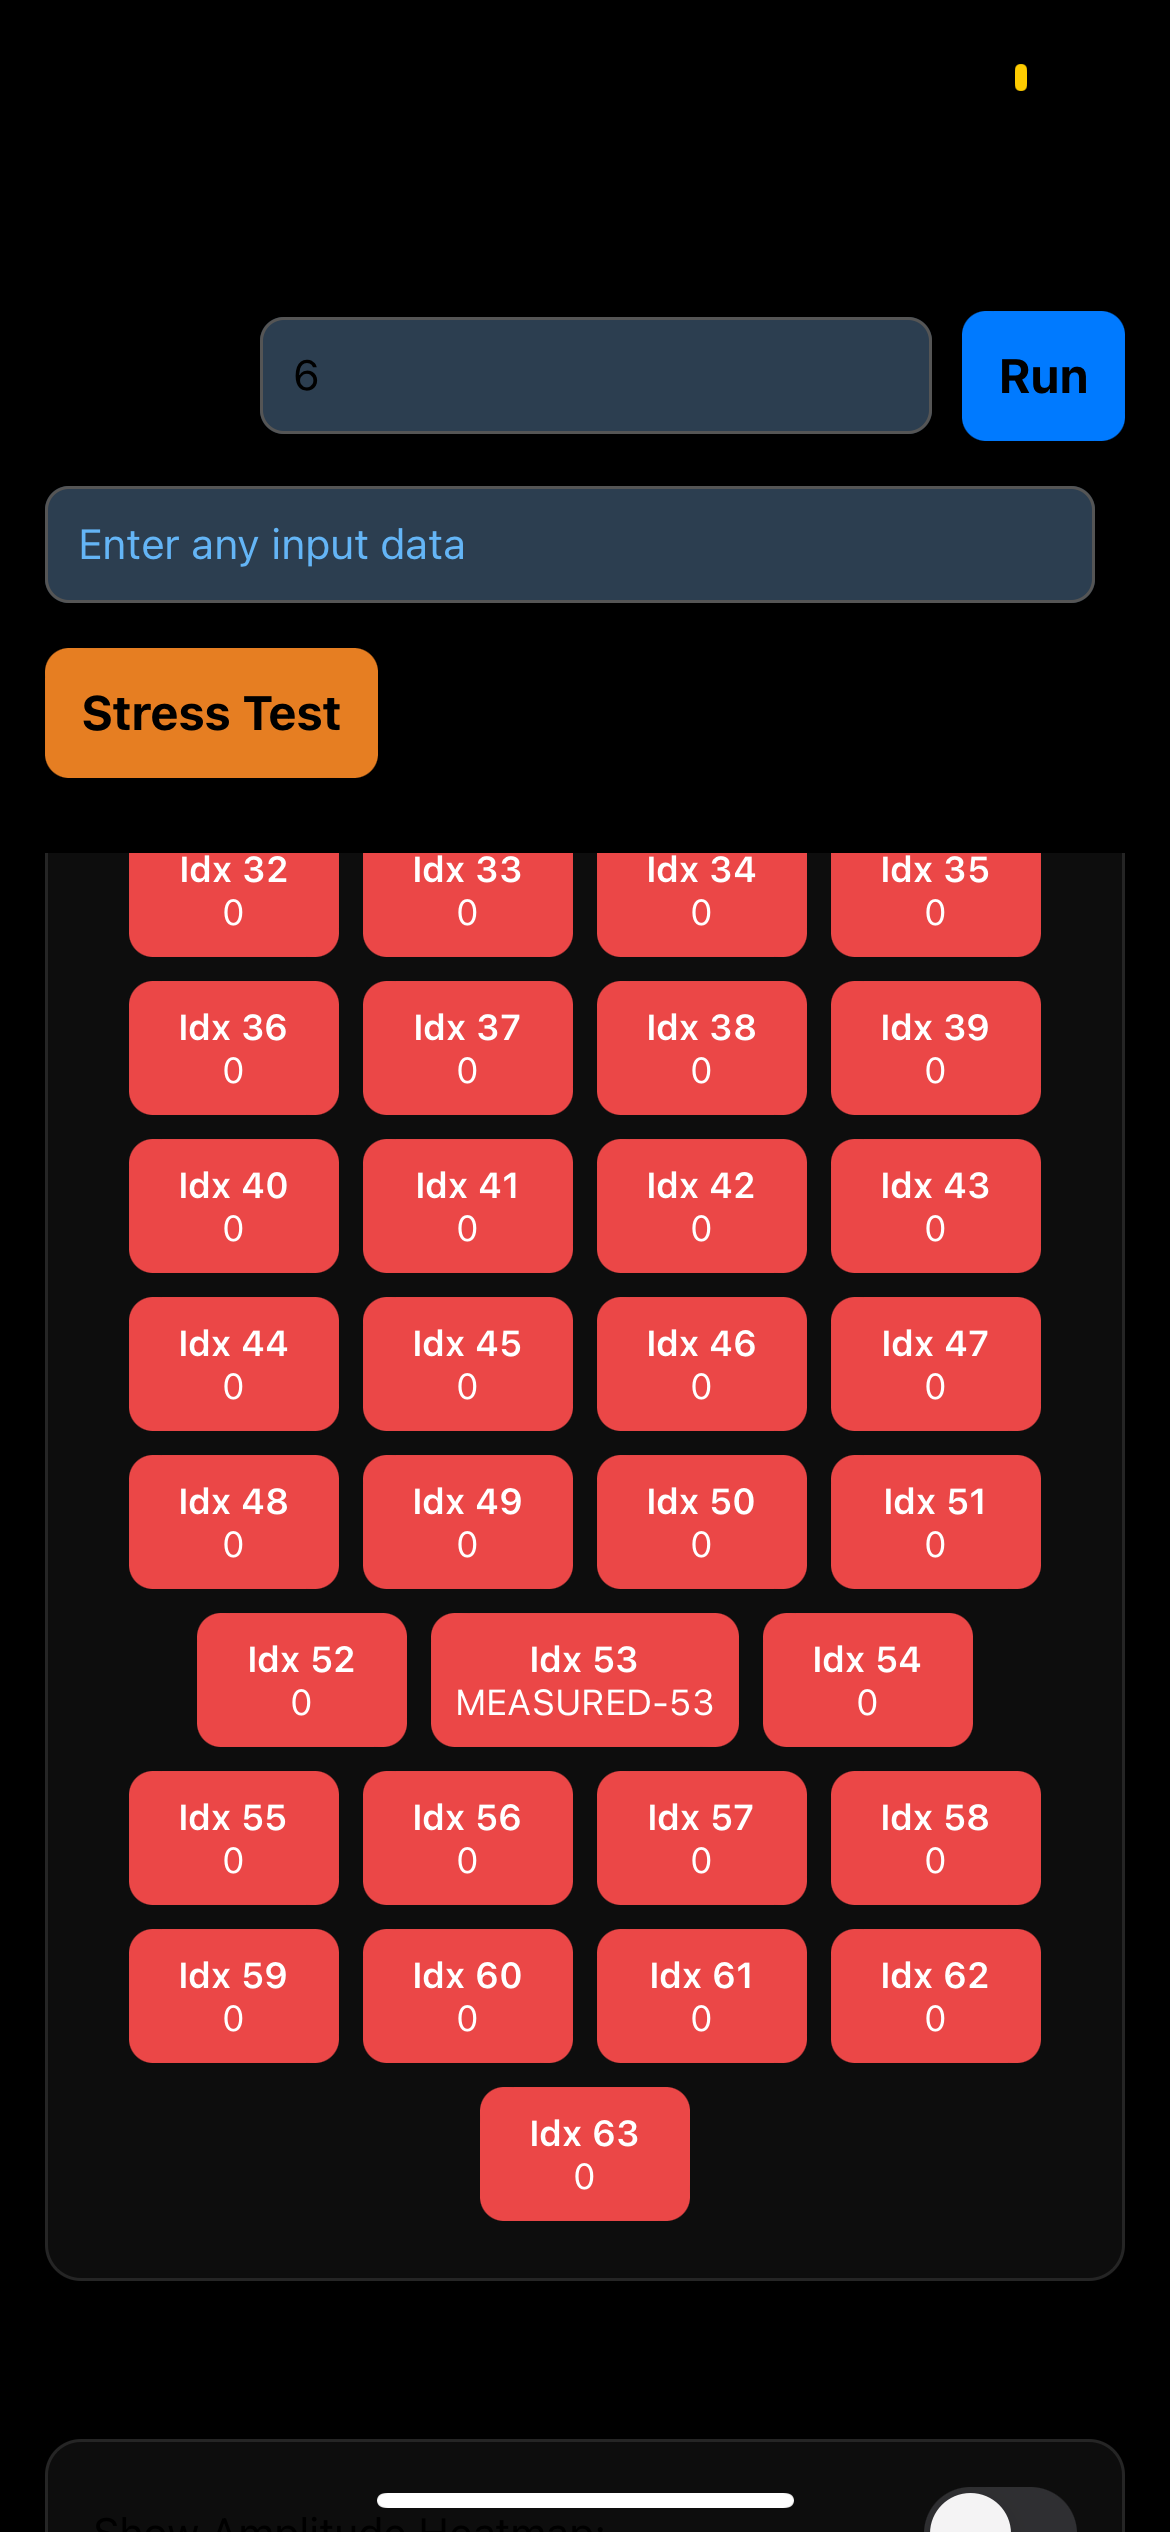 6
Run
Enter any input data
Stress Test
Idx 32 Idx 33 Idx 34 Idx 35
0 0 0 0
Idx 36 Idx 37 Idx 38 Idx 39
0 0 0 0
Idx 40 Idx 41 Idx 42 Idx 43
0 0 0 0
Idx 44 Idx 45 Idx 46 Idx 47
0 0 0 0
Idx 48 Idx 49 Idx 50 Idx 51
0 0 0 0
Idx 52 Idx 53 Idx 54
0 MEASURED-53 0
Idx 55 Idx 56 Idx 57 Idx 58
0 0 0 0
Idx 59 Idx 60 Idx 61 Idx 62
0 0 0 0
Idx 63
0
Show Amplitude Heatmap: